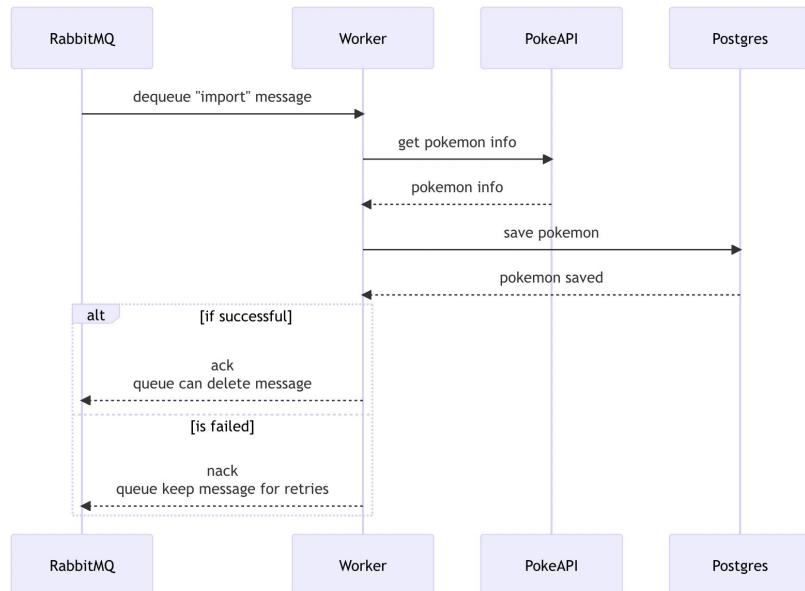 RabbitMQ
Worker
PokeAPI
Postgres
dequeue "import" message
get pokemon info
pokemon info
save pokemon
pokemon saved
alt
[if successful]
ack
queue can delete message
[is failed]
nack
queue keep message for retries
RabbitMQ
Worker
PokeAPI
Postgres